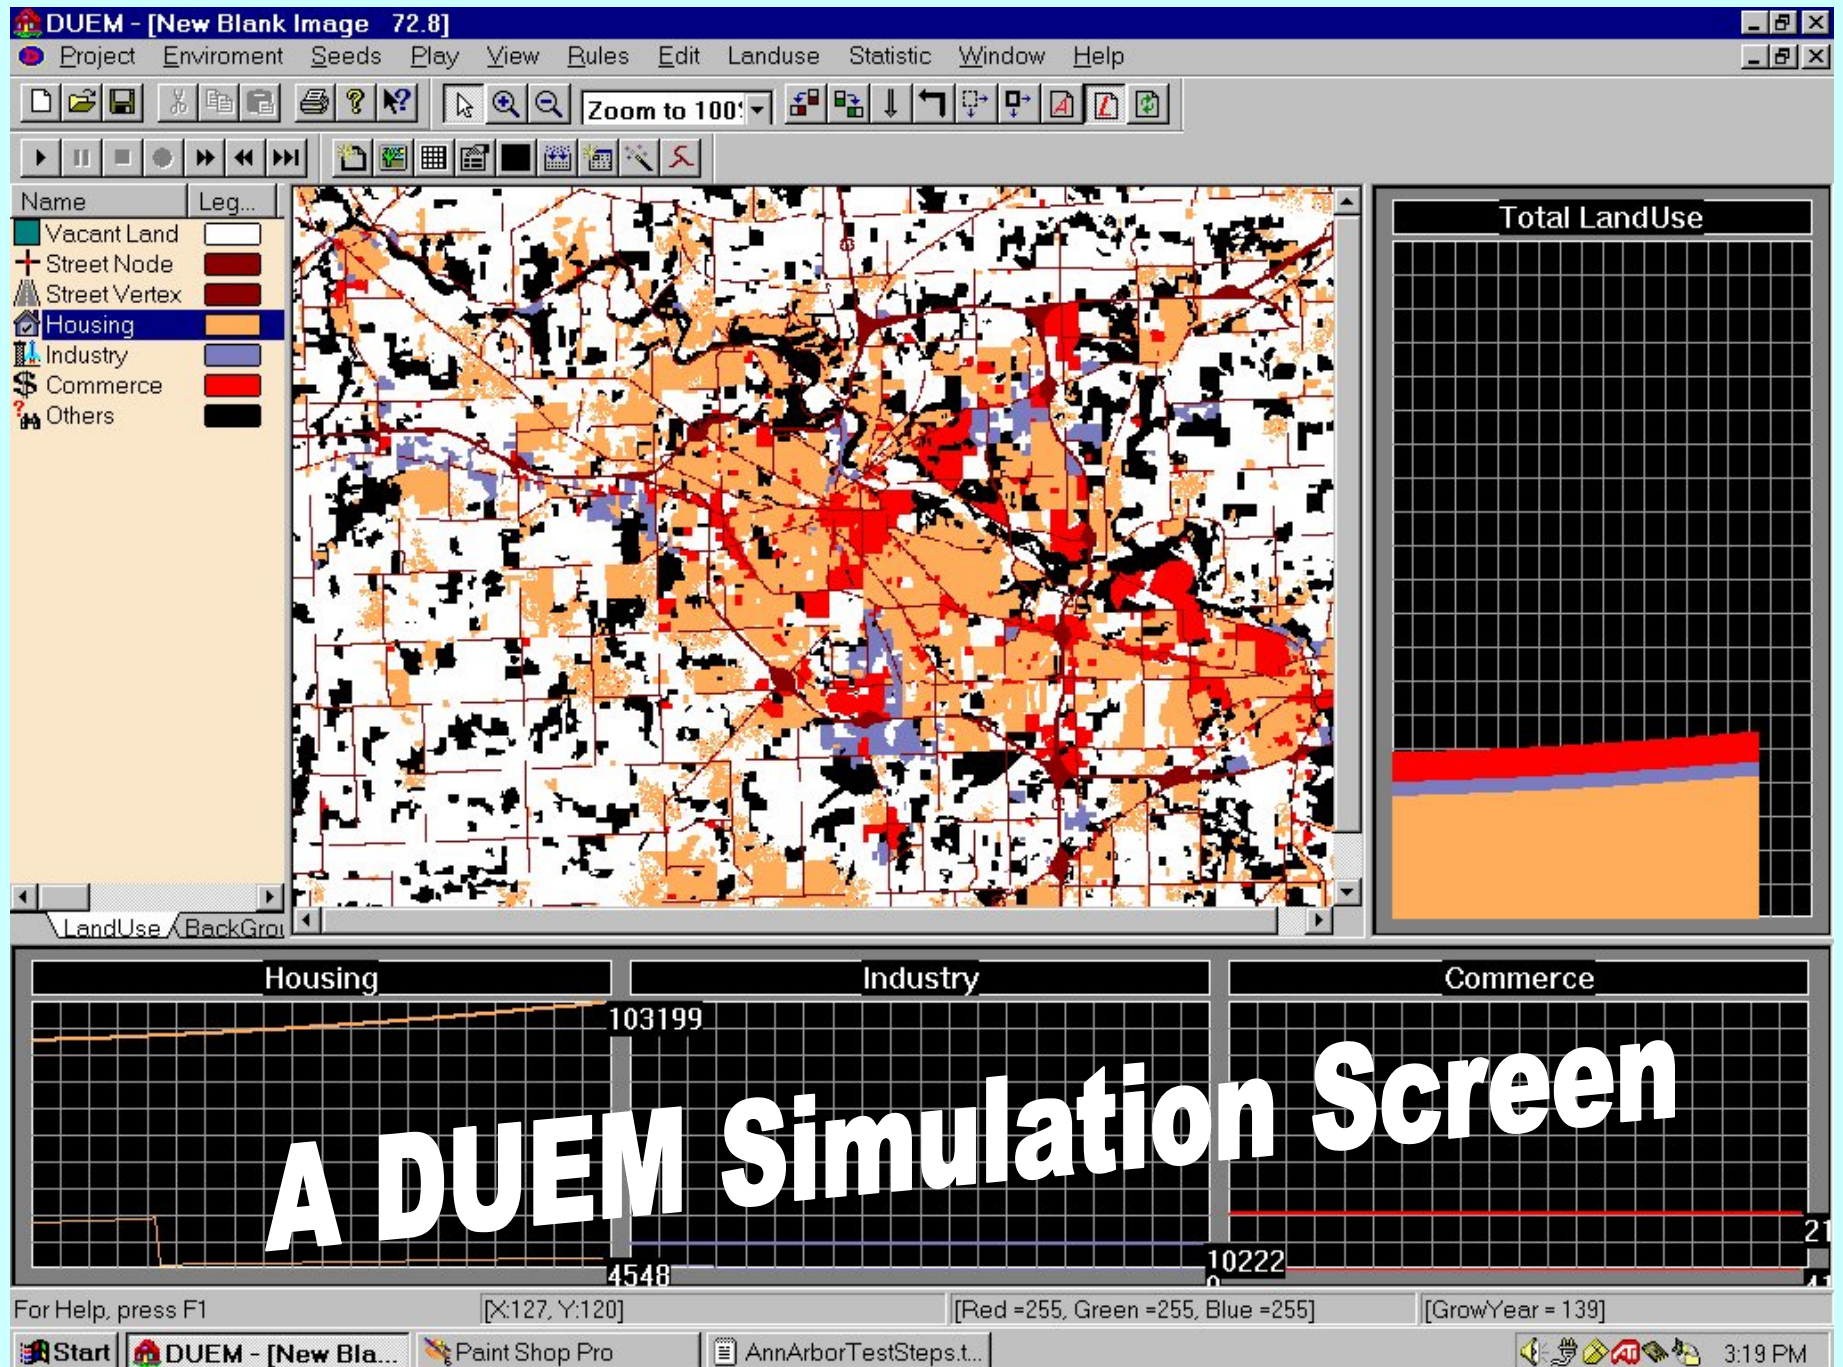 DUEM - [New Blank Image 72.8]
Project Enviroment Seeds Play View Rules Edit Landuse Statistic Window Help
Zoom to 100%
Name Leg...
Vacant Land
Street Node
Street Vertex
Housing
Industry
Commerce
Others
LandUse BackGrou
Total LandUse
Housing Industry Commerce
103199
4548
10222
0
21
41
A DUEM Simulation Screen
For Help, press F1 [X:127, Y:120] [Red =255, Green =255, Blue =255] [GrowYear = 139]
Start DUEM - [New Bla... Paint Shop Pro AnnArborTestSteps.t... 3:19 PM